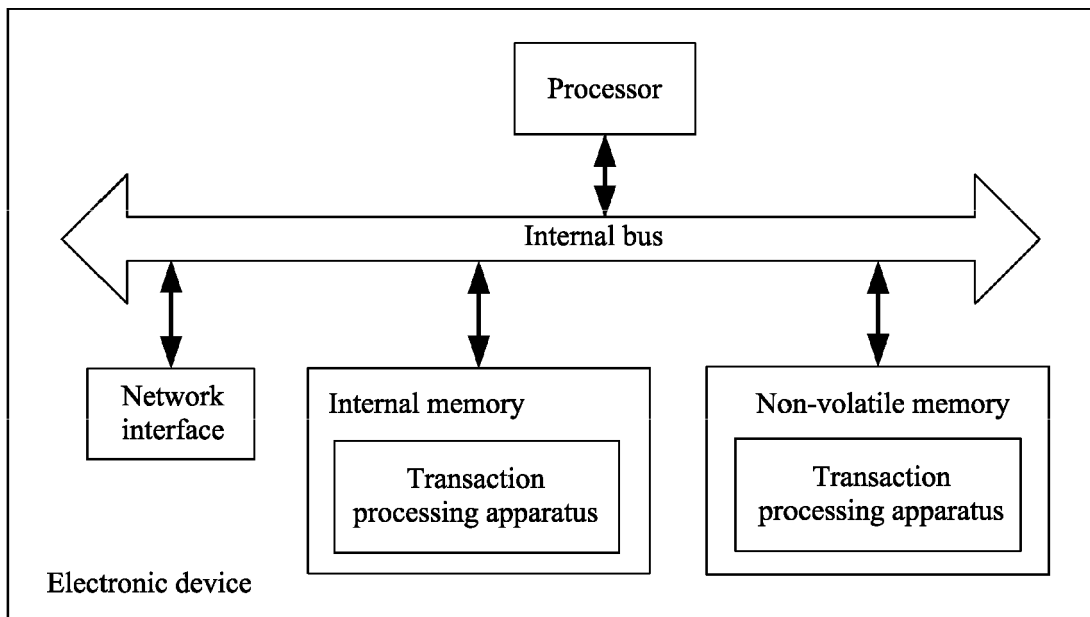 Processor
Internal bus
Network
interface
Internal memory
Transaction
processing apparatus
Non-volatile memory
Transaction
processing apparatus
Electronic device